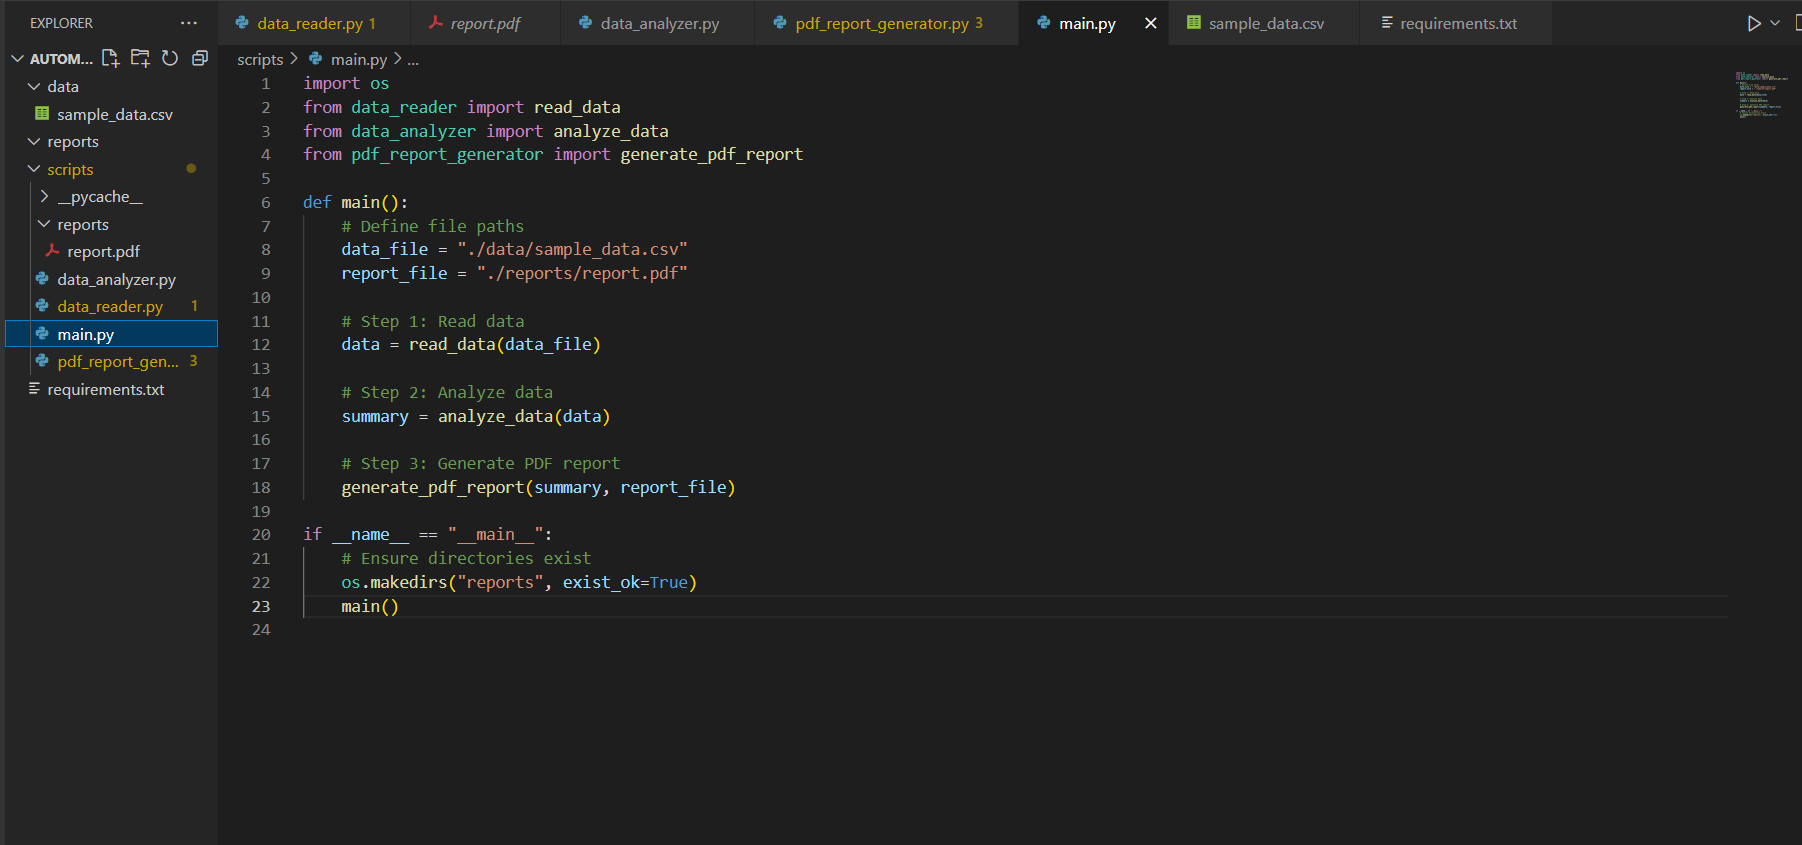 EXPLORER
AUTOM...
data
sample_data.csv
reports
scripts
__pycache__
reports
report.pdf
data_analyzer.py
data_reader.py 1
main.py
pdf_report_gen... 3
requirements.txt
data_reader.py 1 report.pdf data_analyzer.py pdf_report_generator.py 3 main.py sample_data.csv requirements.txt
scripts > main.py > ...
1 import os
2 from data_reader import read_data
3 from data_analyzer import analyze_data
4 from pdf_report_generator import generate_pdf_report
5
6 def main():
7     # Define file paths
8     data_file = "./data/sample_data.csv"
9     report_file = "./reports/report.pdf"
10
11     # Step 1: Read data
12     data = read_data(data_file)
13
14     # Step 2: Analyze data
15     summary = analyze_data(data)
16
17     # Step 3: Generate PDF report
18     generate_pdf_report(summary, report_file)
19
20 if __name__ == "__main__":
21     # Ensure directories exist
22     os.makedirs("reports", exist_ok=True)
23     main()
24